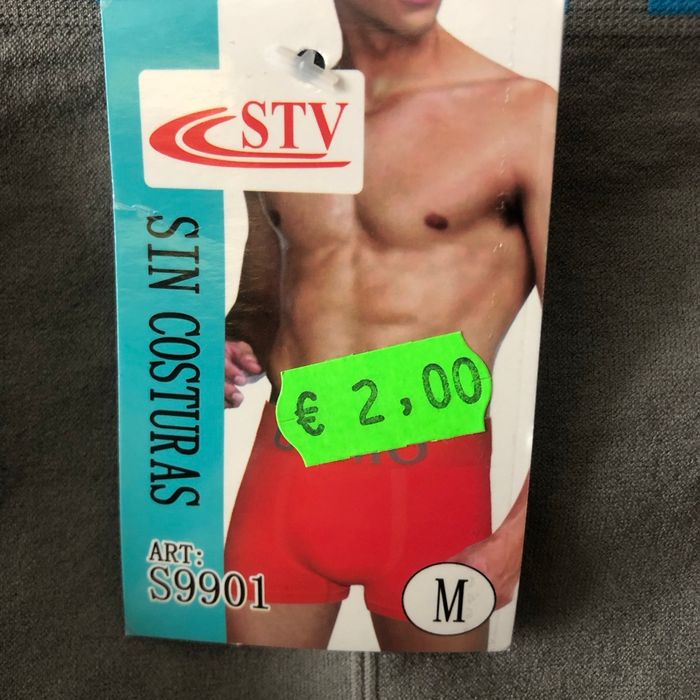 STV
SIN COSTURAS
€ 2,00
ART:
S9901
M